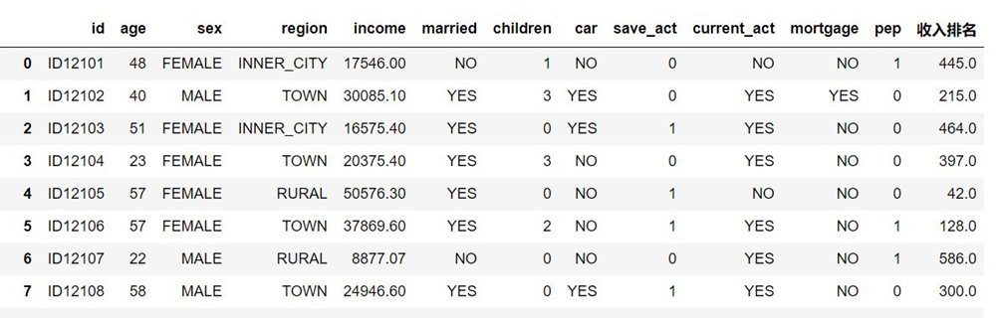 id age sex region income married children car save_act current_act mortgage pep 收入排名
0 ID12101 48 FEMALE INNER_CITY 17546.00 NO 1 NO 0 NO NO 1 445.0
1 ID12102 40 MALE TOWN 30085.10 YES 3 YES 0 YES YES 0 215.0
2 ID12103 51 FEMALE INNER_CITY 16575.40 YES 0 YES 1 YES NO 0 464.0
3 ID12104 23 FEMALE TOWN 20375.40 YES 3 NO 0 YES NO 0 397.0
4 ID12105 57 FEMALE RURAL 50576.30 YES 0 NO 1 NO NO 0 42.0
5 ID12106 57 FEMALE TOWN 37869.60 YES 2 NO 1 YES NO 1 128.0
6 ID12107 22 MALE RURAL 8877.07 NO 0 NO 0 YES NO 1 586.0
7 ID12108 58 MALE TOWN 24946.60 YES 0 YES 1 YES NO 0 300.0